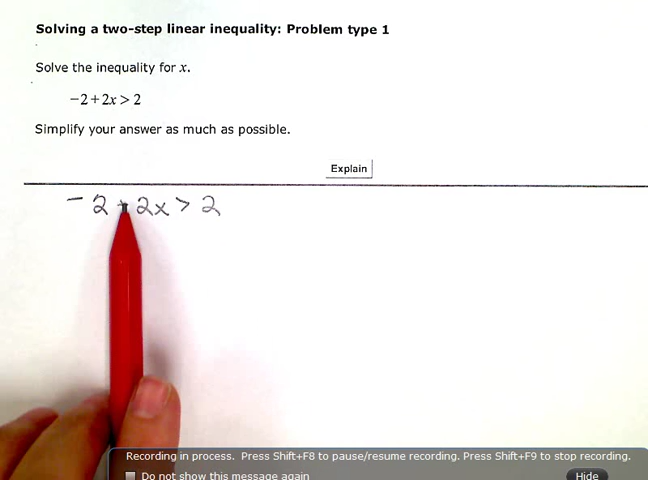 Solving a two-step linear inequality: Problem type 1
Solve the inequality for x.
−2+2x > 2
Simplify your answer as much as possible.
Explain
- 2 + 2x > 2
Recording in process. Press Shift+F8 to pause/resume recording. Press Shift+F9 to stop recording.
Do not show this message again
Hide